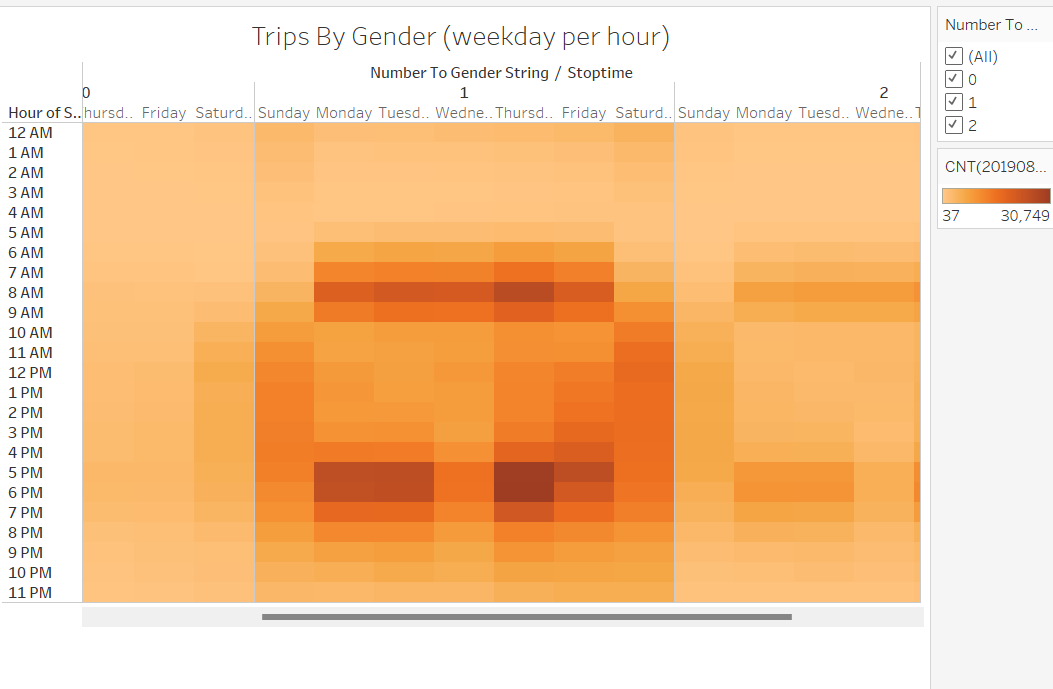 Trips By Gender (weekday per hour)
Number To Gender String / Stoptime
0 1 2
Hour of S.. hursd.. Friday Saturd.. Sunday Monday Tuesd.. Wedne.. Thursd.. Friday Saturd.. Sunday Monday Tuesd.. Wedne.. T
12 AM
1 AM
2 AM
3 AM
4 AM
5 AM
6 AM
7 AM
8 AM
9 AM
10 AM
11 AM
12 PM
1 PM
2 PM
3 PM
4 PM
5 PM
6 PM
7 PM
8 PM
9 PM
10 PM
11 PM
Number To ...
(All)
0
1
2
CNT(201908...
37 30,749